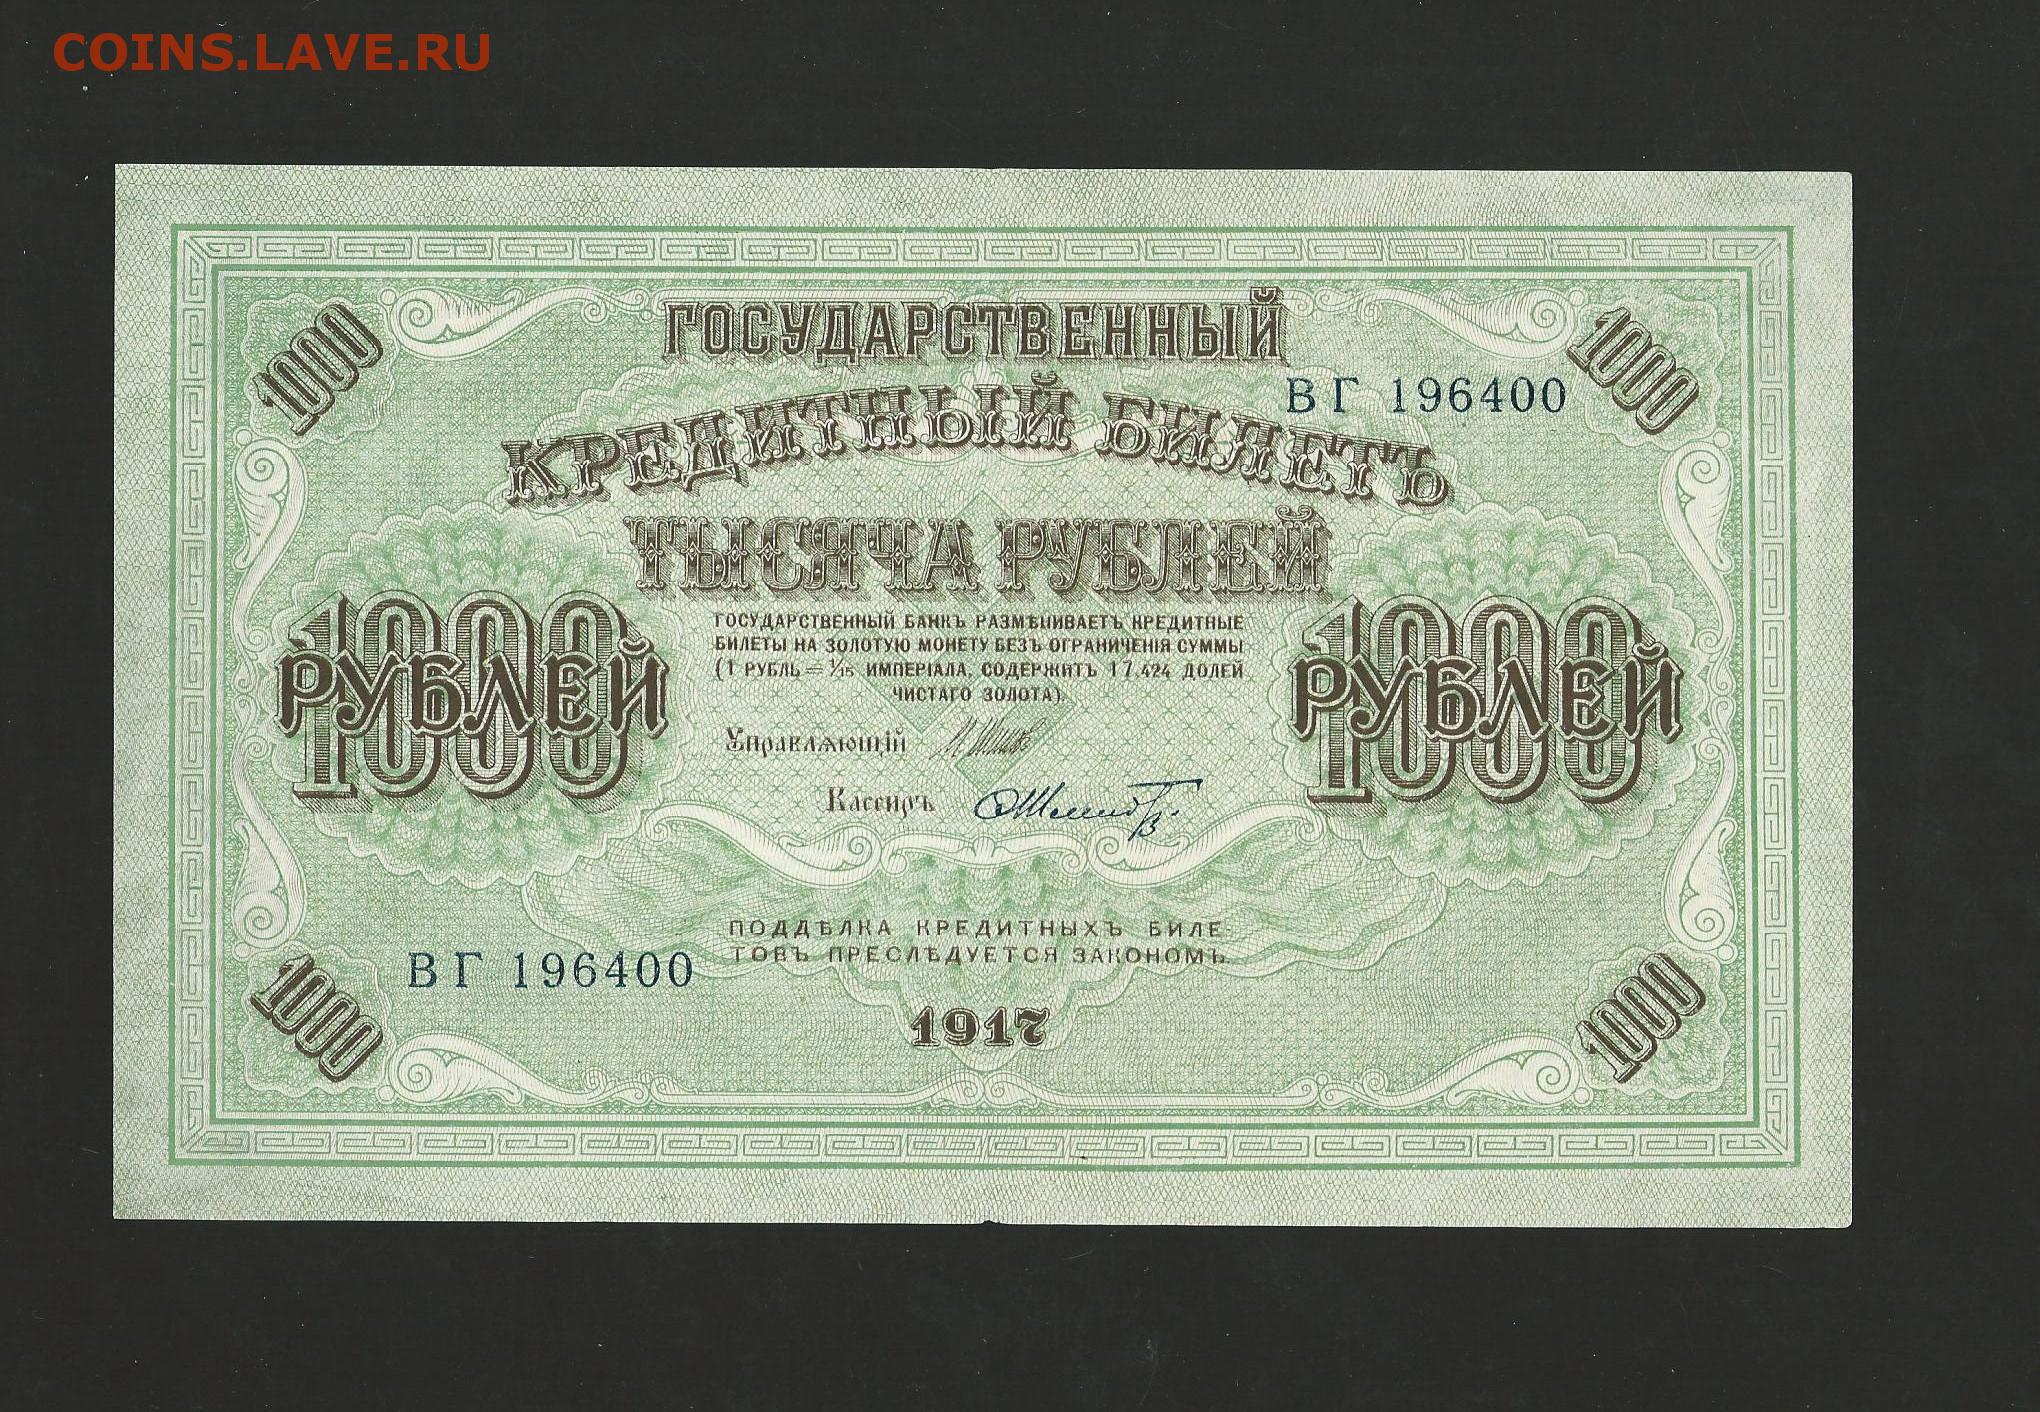 COINS.LAVE.RU
1000 1000
ГОСУДАРСТВЕННЫЙ
ВГ 196400
КРЕДИТНЫЙ БИЛЕТЪ
ТЫСЯЧА РУБЛЕЙ
1000 РУБЛЕЙ
ГОСУДАРСТВЕННЫЙ БАНКЪ РАЗМѢНИВАЕТЪ КРЕДИТНЫЕ
БИЛЕТЫ НА ЗОЛОТУЮ МОНЕТУ БЕЗЪ ОГРАНИЧЕНІЯ СУММЫ
(1 РУБЛЬ = 1/15 ИМПЕРІАЛА, СОДЕРЖИТЪ 17.424 ДОЛЕЙ
ЧИСТАГО ЗОЛОТА).
1000 РУБЛЕЙ
Управляющій
Кассиръ
ПОДДѢЛКА КРЕДИТНЫХЪ БИЛЕ-
ТОВЪ ПРЕСЛѢДУЕТСЯ ЗАКОНОМЪ.
ВГ 196400
1917
1000 1000